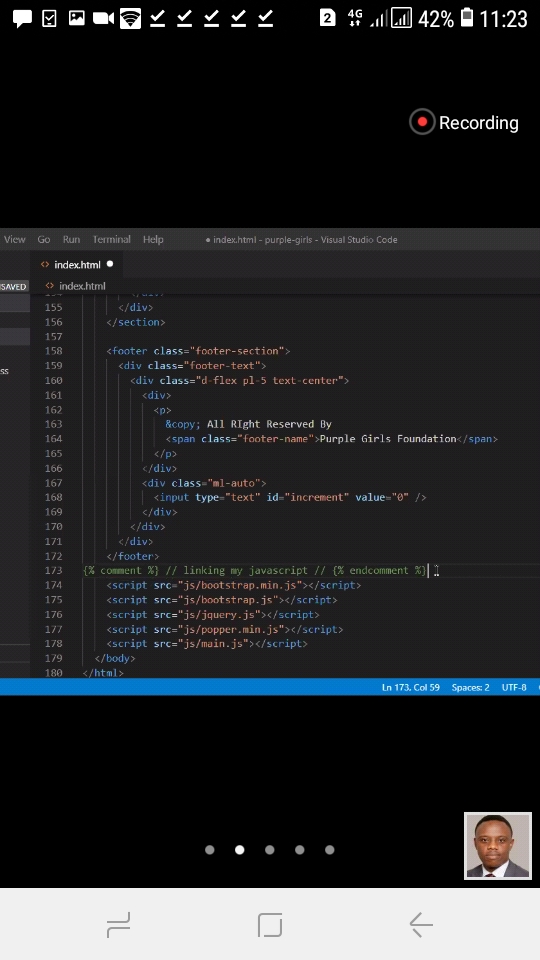 2 4G 42% 11:23
Recording
View Go Run Terminal Help ● index.html - purple-girls - Visual Studio Code
SAVED <> index.html ●
<> index.html
155 </div>
156 </section>
157
158 <footer class="footer-section">
ss 159 <div class="footer-text">
160 <div class="d-flex pl-5 text-center">
161 <div>
162 <p>
163 &copy; All RIght Reserved By
164 <span class="footer-name">Purple Girls Foundation</span>
165 </p>
166 </div>
167 <div class="ml-auto">
168 <input type="text" id="increment" value="0" />
169 </div>
170 </div>
171 </div>
172 </footer>
173 {% comment %} // linking my javascript // {% endcomment %}
174 <script src="js/bootstrap.min.js"></script>
175 <script src="js/bootstrap.js"></script>
176 <script src="js/jquery.js"></script>
177 <script src="js/popper.min.js"></script>
178 <script src="js/main.js"></script>
179 </body>
180 </html>
Ln 173, Col 59 Spaces: 2 UTF-8